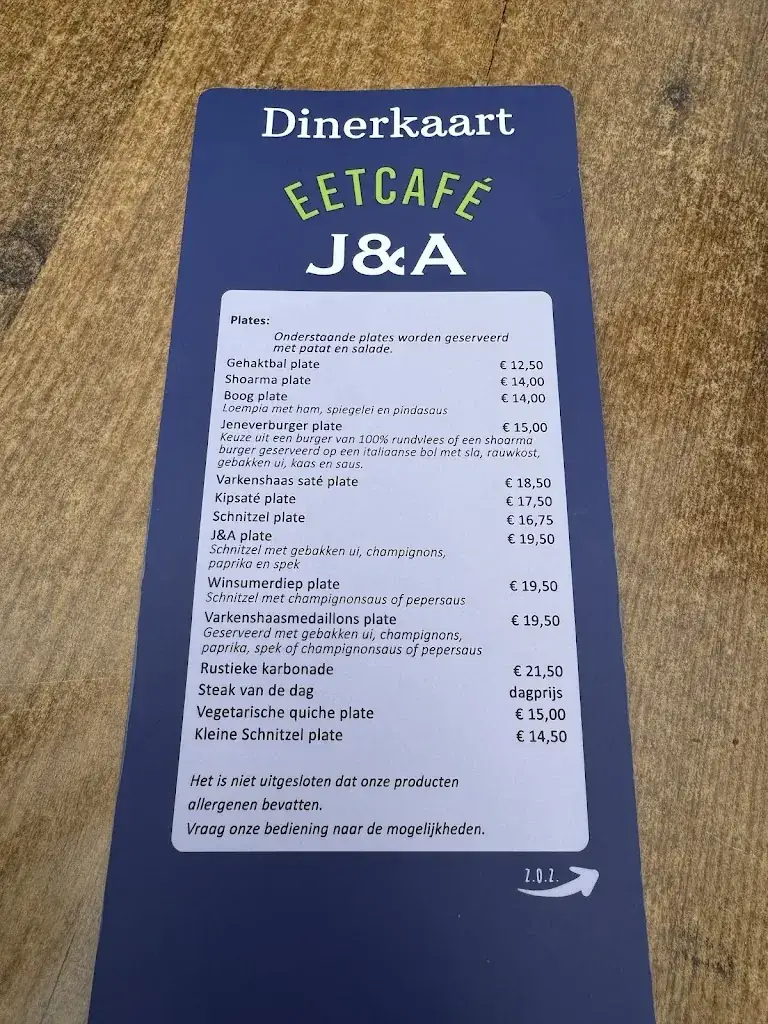 Dinerkaart
EETCAFÉ
J&A
Plates:
Onderstaande plates worden geserveerd
met patat en salade.
Gehaktbal plate € 12,50
Shoarma plate € 14,00
Boog plate € 14,00
Loempia met ham, spiegelei en pindasaus
Jeneverburger plate € 15,00
Keuze uit een burger van 100% rundvlees of een shoarma
burger geserveerd op een italiaanse bol met sla, rauwkost,
gebakken ui, kaas en saus.
Varkenshaas saté plate € 18,50
Kipsaté plate € 17,50
Schnitzel plate € 16,75
J&A plate € 19,50
Schnitzel met gebakken ui, champignons,
paprika en spek
Winsumerdiep plate € 19,50
Schnitzel met champignonsaus of pepersaus
Varkenshaasmedaillons plate € 19,50
Geserveerd met gebakken ui, champignons,
paprika, spek of champignonsaus of pepersaus
Rustieke karbonade € 21,50
Steak van de dag dagprijs
Vegetarische quiche plate € 15,00
Kleine Schnitzel plate € 14,50
Het is niet uitgesloten dat onze producten
allergenen bevatten.
Vraag onze bediening naar de mogelijkheden.
Z.O.Z.